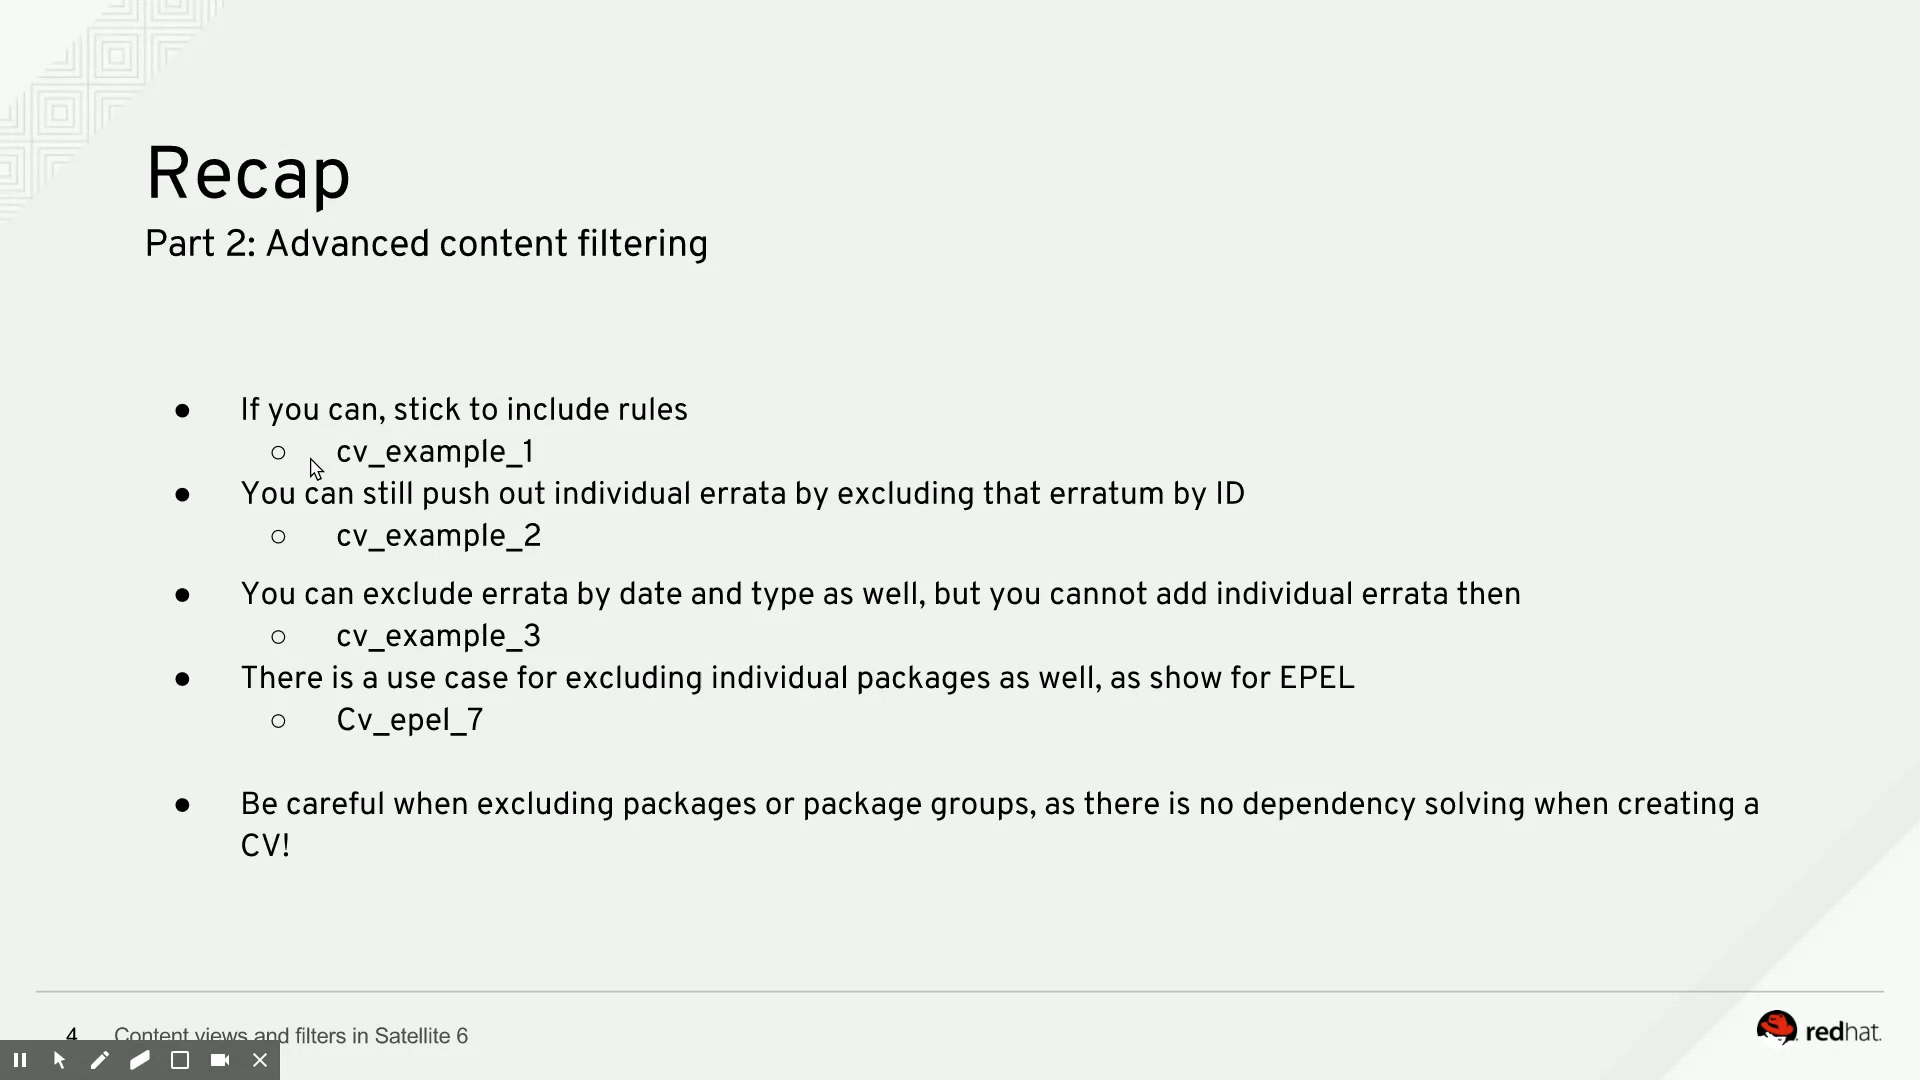 Recap
Part 2: Advanced content filtering
● If you can, stick to include rules
○ cv_example_1
● You can still push out individual errata by excluding that erratum by ID
○ cv_example_2
● You can exclude errata by date and type as well, but you cannot add individual errata then
○ cv_example_3
● There is a use case for excluding individual packages as well, as show for EPEL
○ Cv_epel_7
● Be careful when excluding packages or package groups, as there is no dependency solving when creating a
CV!
4 Content views and filters in Satellite 6
redhat.